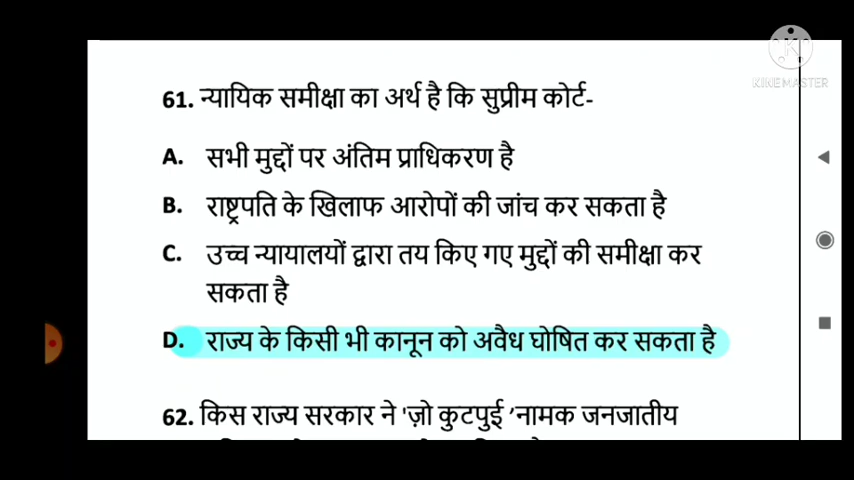 KINEMASTER
61. न्यायिक समीक्षा का अर्थ है कि सुप्रीम कोर्ट-
A. सभी मुद्दों पर अंतिम प्राधिकरण है
B. राष्ट्रपति के खिलाफ आरोपों की जांच कर सकता है
C. उच्च न्यायालयों द्वारा तय किए गए मुद्दों की समीक्षा कर
सकता है
D. राज्य के किसी भी कानून को अवैध घोषित कर सकता है
62. किस राज्य सरकार ने 'ज़ो कुटपुई ’नामक जनजातीय